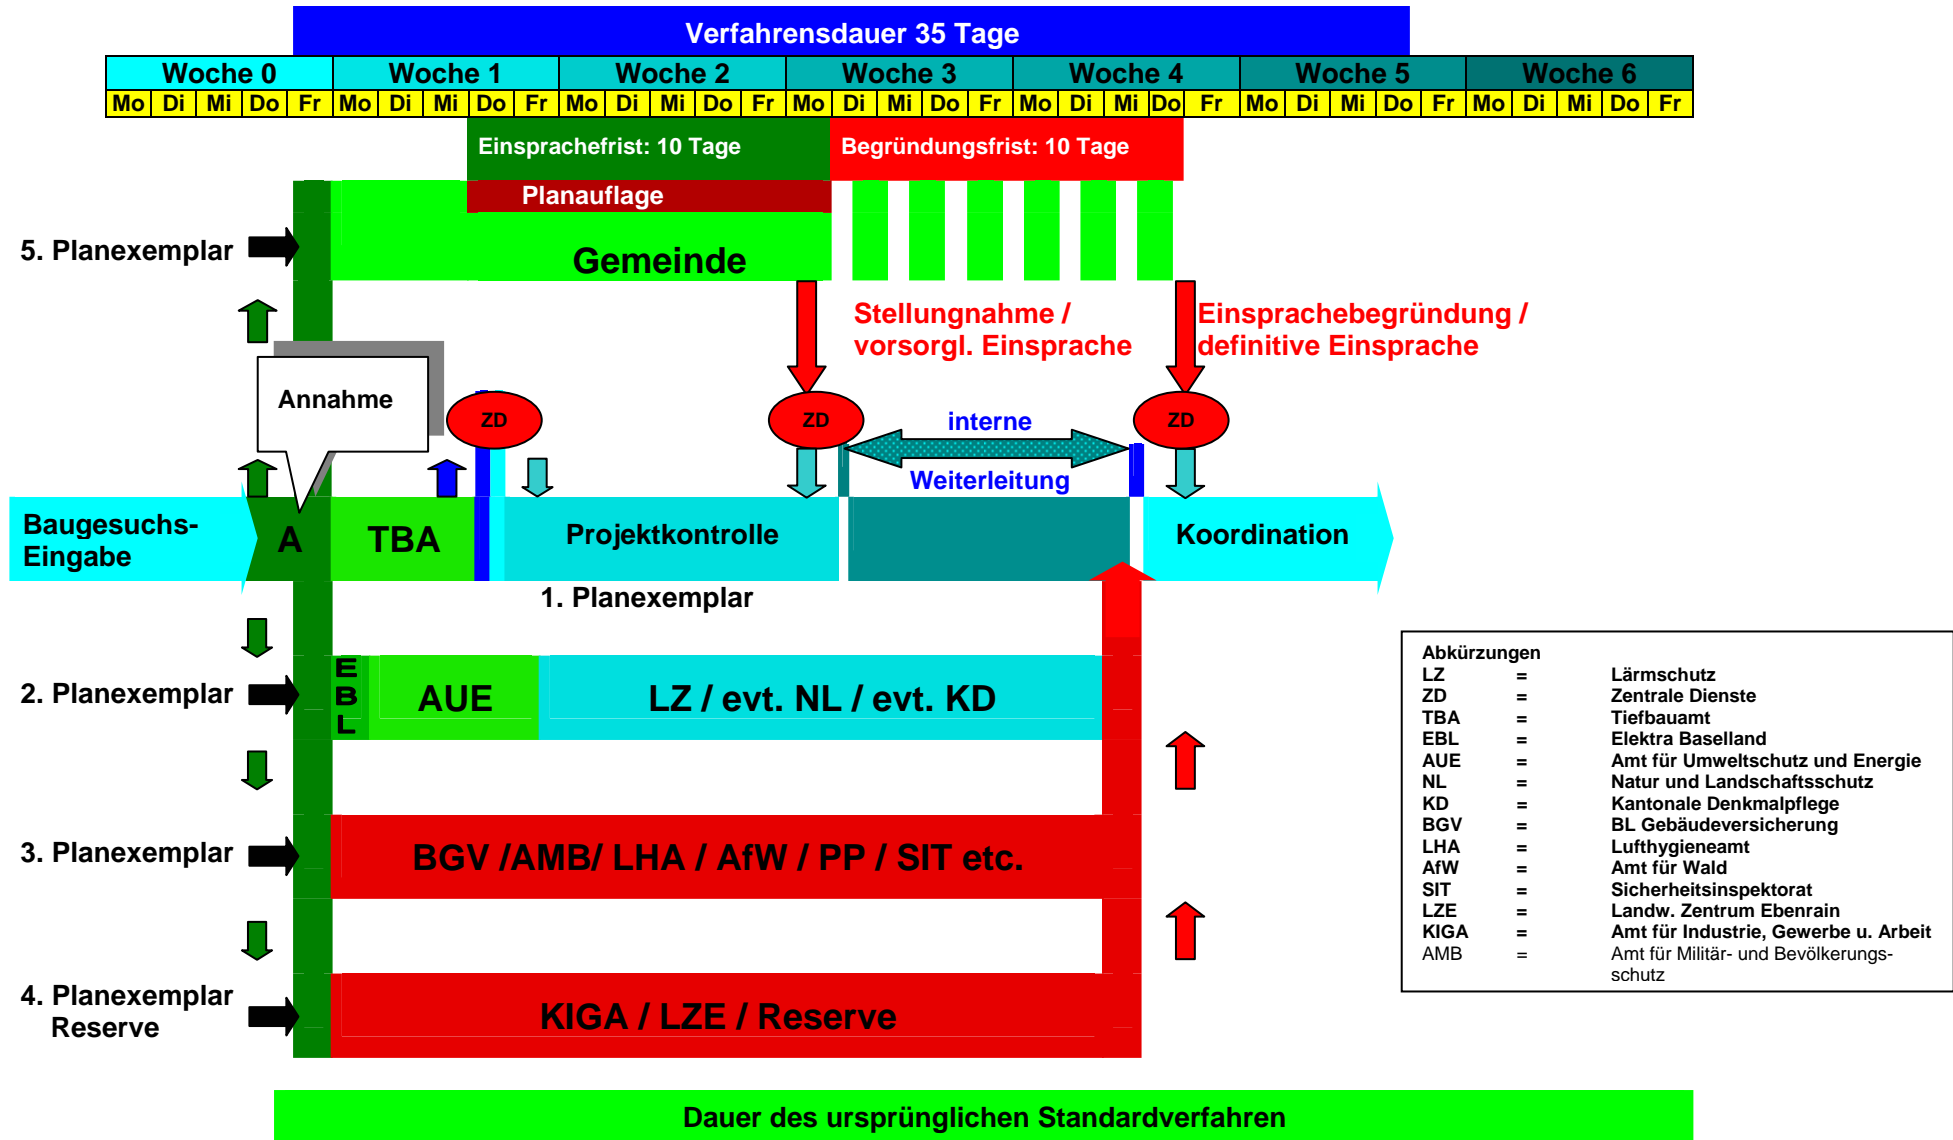 Verfahrensdauer 35 Tage
Woche 0 Woche 1 Woche 2 Woche 3 Woche 4 Woche 5 Woche 6
Mo Di Mi Do Fr Mo Di Mi Do Fr Mo Di Mi Do Fr Mo Di Mi Do Fr Mo Di Mi Do Fr Mo Di Mi Do Fr Mo Di Mi Do Fr
Einsprachefrist: 10 Tage
Begründungsfrist: 10 Tage
Planauflage
5. Planexemplar
Gemeinde
Stellungnahme /
vorsorgl. Einsprache
Einsprachebegründung /
definitive Einsprache
Annahme
ZD
ZD
ZD
interne
Weiterleitung
Baugesuchs-
Eingabe
A
TBA
Projektkontrolle
Koordination
1. Planexemplar
2. Planexemplar
E
B
L
AUE
LZ / evt. NL / evt. KD
3. Planexemplar
BGV /AMB/ LHA / AfW / PP / SIT etc.
4. Planexemplar
Reserve
KIGA / LZE / Reserve
Abkürzungen
LZ = Lärmschutz
ZD = Zentrale Dienste
TBA = Tiefbauamt
EBL = Elektra Baselland
AUE = Amt für Umweltschutz und Energie
NL = Natur und Landschaftsschutz
KD = Kantonale Denkmalpflege
BGV = BL Gebäudeversicherung
LHA = Lufthygieneamt
AfW = Amt für Wald
SIT = Sicherheitsinspektorat
LZE = Landw. Zentrum Ebenrain
KIGA = Amt für Industrie, Gewerbe u. Arbeit
AMB = Amt für Militär- und Bevölkerungs-
schutz
Dauer des ursprünglichen Standardverfahren